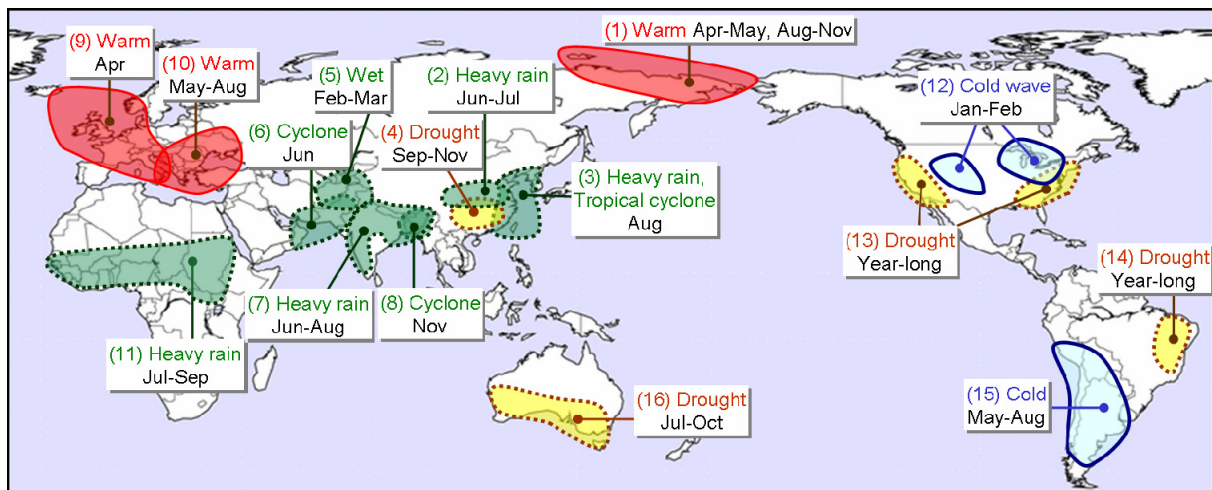 (1) Warm Apr-May, Aug-Nov
(9) Warm
Apr
(10) Warm
May-Aug
(5) Wet
Feb-Mar
(2) Heavy rain
Jun-Jul
(12) Cold wave
Jan-Feb
(6) Cyclone
Jun
(4) Drought
Sep-Nov
(3) Heavy rain,
Tropical cyclone
Aug
(13) Drought
Year-long
(14) Drought
Year-long
(7) Heavy rain
Jun-Aug
(8) Cyclone
Nov
(11) Heavy rain
Jul-Sep
(16) Drought
Jul-Oct
(15) Cold
May-Aug